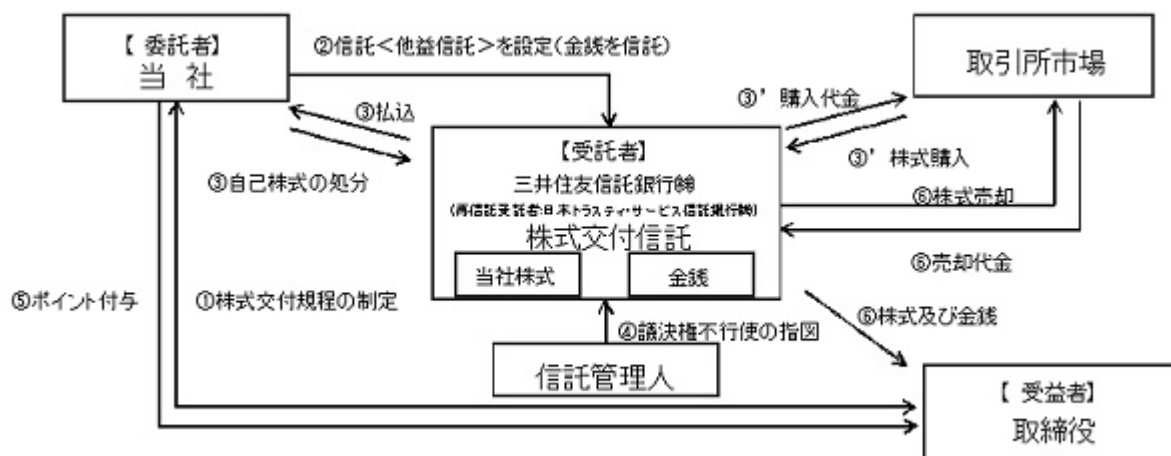 【 委託者】
当 社
②信託<他益信託>を設定(金銭を信託)
取引所市場
③払込
③’ 購入代金
【受託者】
三井住友信託銀行㈱
(再信託受託者:日本トラスティ・サービス信託銀行㈱)
株式交付信託
当社株式
金銭
③自己株式の処分
③’ 株式購入
⑥株式売却
⑥売却代金
⑤ポイント付与
①株式交付規程の制定
④議決権不行使の指図
⑥株式及び金銭
信託管理人
【 受益者】
取締役